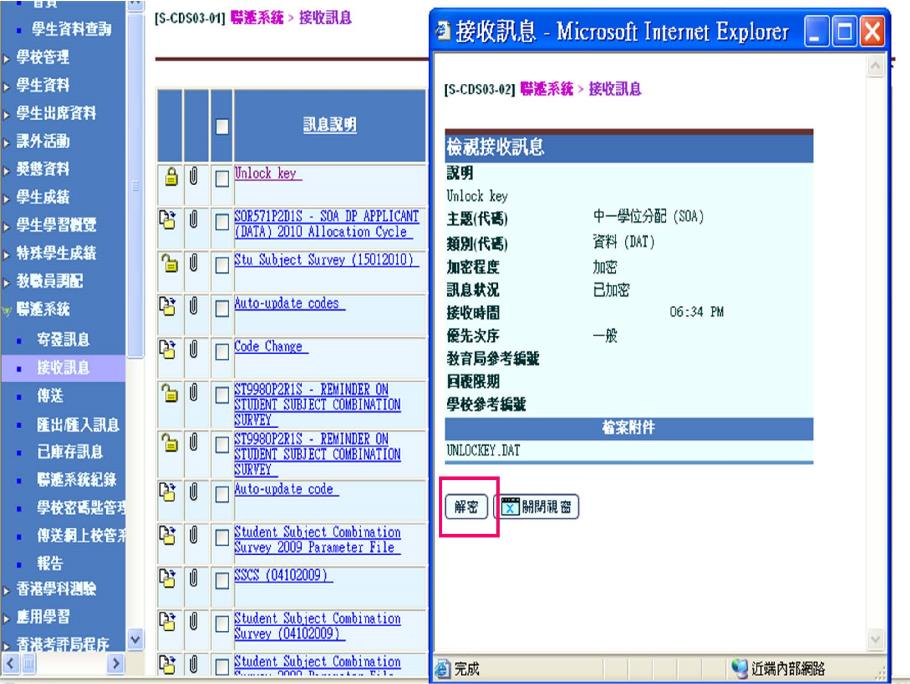 首頁
學生資料查詢
學校管理
學生資料
學生出席資料
課外活動
獎懲資料
學生成績
學生學習概覽
特殊學生成績
教職員調配
聯遞系統
寄發訊息
接收訊息
傳送
匯出/匯入訊息
已庫存訊息
聯遞系統紀錄
學校密碼匙管理
傳送網上校管系
報告
香港學科測驗
應用學習
香港考評局程序
[S-CDS03-01] 聯遞系統 > 接收訊息
訊息說明
Unlock key
SOR571P2D1S - SOA DP APPLICANT
(DATA) 2010 Allocation Cycle
Stu Subject Survey (15012010)
Auto-update codes
Code Change
ST9980P2R1S - REMINDER ON
STUDENT SUBJECT COMBINATION
SURVEY
ST9980P2R1S - REMINDER ON
STUDENT SUBJECT COMBINATION
SURVEY
Auto-update code
Student Subject Combination
Survey 2009 Parameter File
SSCS (04102009)
Student Subject Combination
Survey (04102009)
Student Subject Combination
接收訊息 - Microsoft Internet Explorer
[S-CDS03-02] 聯遞系統 > 接收訊息
檢視接收訊息
說明
Unlock key
主題(代碼) 中一學位分配 (SOA)
類別(代碼) 資料 (DAT)
加密程度 加密
訊息狀況 已加密
接收時間 06:34 PM
優先次序 一般
教育局參考編號
回覆限期
學校參考編號
檔案附件
UNLOCKEY.DAT
解密 關閉視窗
完成 近端內部網路